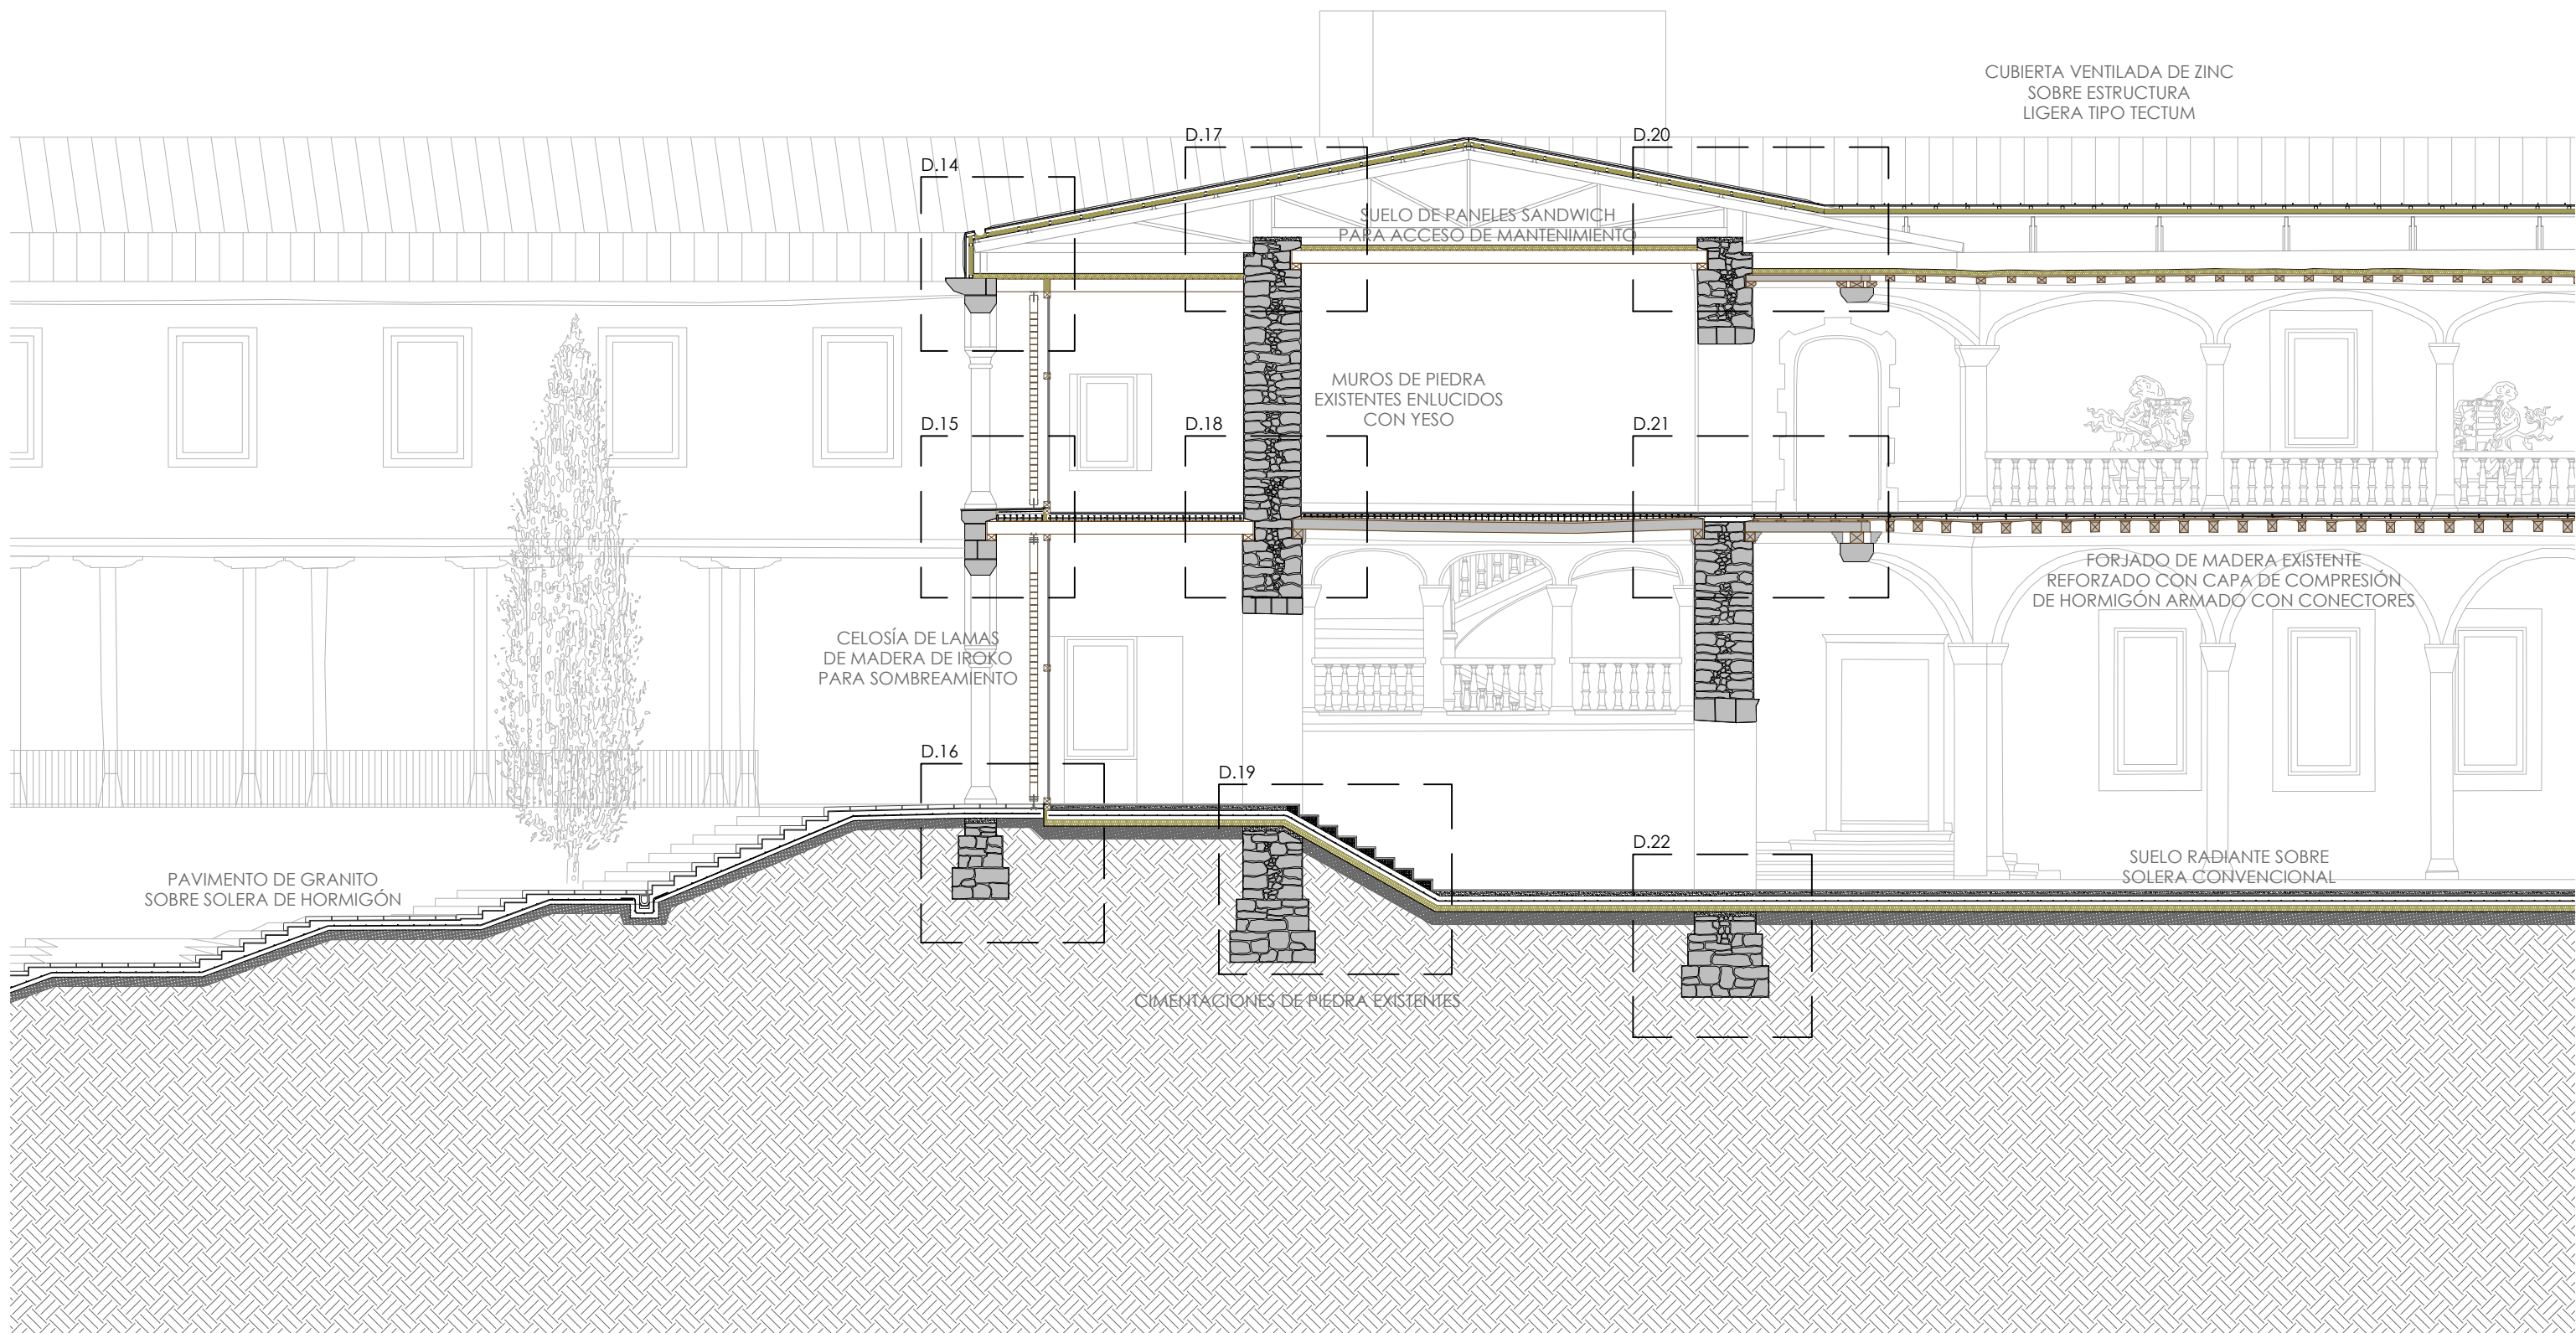 CUBIERTA VENTILADA DE ZINC
SOBRE ESTRUCTURA
LIGERA TIPO TECTUM
D.17
D.20
D.14
SUELO DE PANELES SANDWICH
PARA ACCESO DE MANTENIMIENTO
MUROS DE PIEDRA
EXISTENTES ENLUCIDOS
CON YESO
D.15
D.18
D.21
FORJADO DE MADERA EXISTENTE
REFORZADO CON CAPA DE COMPRESIÓN
DE HORMIGÓN ARMADO CON CONECTORES
CELOSÍA DE LAMAS
DE MADERA DE IROKO
PARA SOMBREAMIENTO
D.16
D.19
D.22
SUELO RADIANTE SOBRE
SOLERA CONVENCIONAL
PAVIMENTO DE GRANITO
SOBRE SOLERA DE HORMIGÓN
CIMENTACIONES DE PIEDRA EXISTENTES